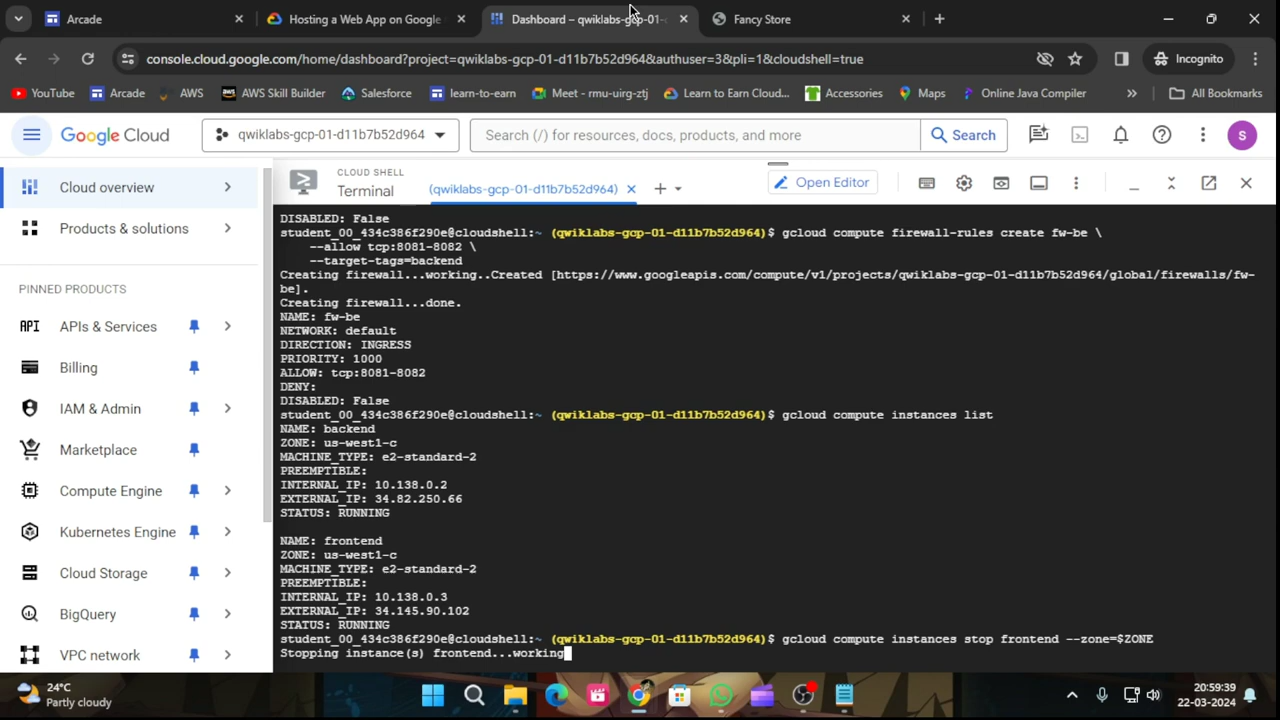 Arcade
Hosting a Web App on Google
Dashboard – qwiklabs-gcp-01-
Fancy Store
console.cloud.google.com/home/dashboard?project=qwiklabs-gcp-01-d11b7b52d964&authuser=3&pli=1&cloudshell=true
Incognito
YouTube
Arcade
AWS
AWS Skill Builder
Salesforce
learn-to-earn
Meet - rmu-uirg-ztj
Learn to Earn Cloud...
Accessories
Maps
Online Java Compiler
»
All Bookmarks
Google Cloud
qwiklabs-gcp-01-d11b7b52d964
Search (/) for resources, docs, products, and more
Search
S
Cloud overview
Products & solutions
PINNED PRODUCTS
API
APIs & Services
Billing
IAM & Admin
Marketplace
Compute Engine
Kubernetes Engine
Cloud Storage
BigQuery
VPC network
CLOUD SHELL
Terminal
(qwiklabs-gcp-01-d11b7b52d964)
Open Editor
DISABLED: False
student_00_434c386f290e@cloudshell:~ (qwiklabs-gcp-01-d11b7b52d964)$ gcloud compute firewall-rules create fw-be \
--allow tcp:8081-8082 \
--target-tags=backend
Creating firewall...working..Created [https://www.googleapis.com/compute/v1/projects/qwiklabs-gcp-01-d11b7b52d964/global/firewalls/fw-
be].
Creating firewall...done.
NAME: fw-be
NETWORK: default
DIRECTION: INGRESS
PRIORITY: 1000
ALLOW: tcp:8081-8082
DENY:
DISABLED: False
student_00_434c386f290e@cloudshell:~ (qwiklabs-gcp-01-d11b7b52d964)$ gcloud compute instances list
NAME: backend
ZONE: us-west1-c
MACHINE_TYPE: e2-standard-2
PREEMPTIBLE:
INTERNAL_IP: 10.138.0.2
EXTERNAL_IP: 34.82.250.66
STATUS: RUNNING
NAME: frontend
ZONE: us-west1-c
MACHINE_TYPE: e2-standard-2
PREEMPTIBLE:
INTERNAL_IP: 10.138.0.3
EXTERNAL_IP: 34.145.90.102
STATUS: RUNNING
student_00_434c386f290e@cloudshell:~ (qwiklabs-gcp-01-d11b7b52d964)$ gcloud compute instances stop frontend --zone=$ZONE
Stopping instance(s) frontend...working
24°C
Partly cloudy
20:59:39
22-03-2024